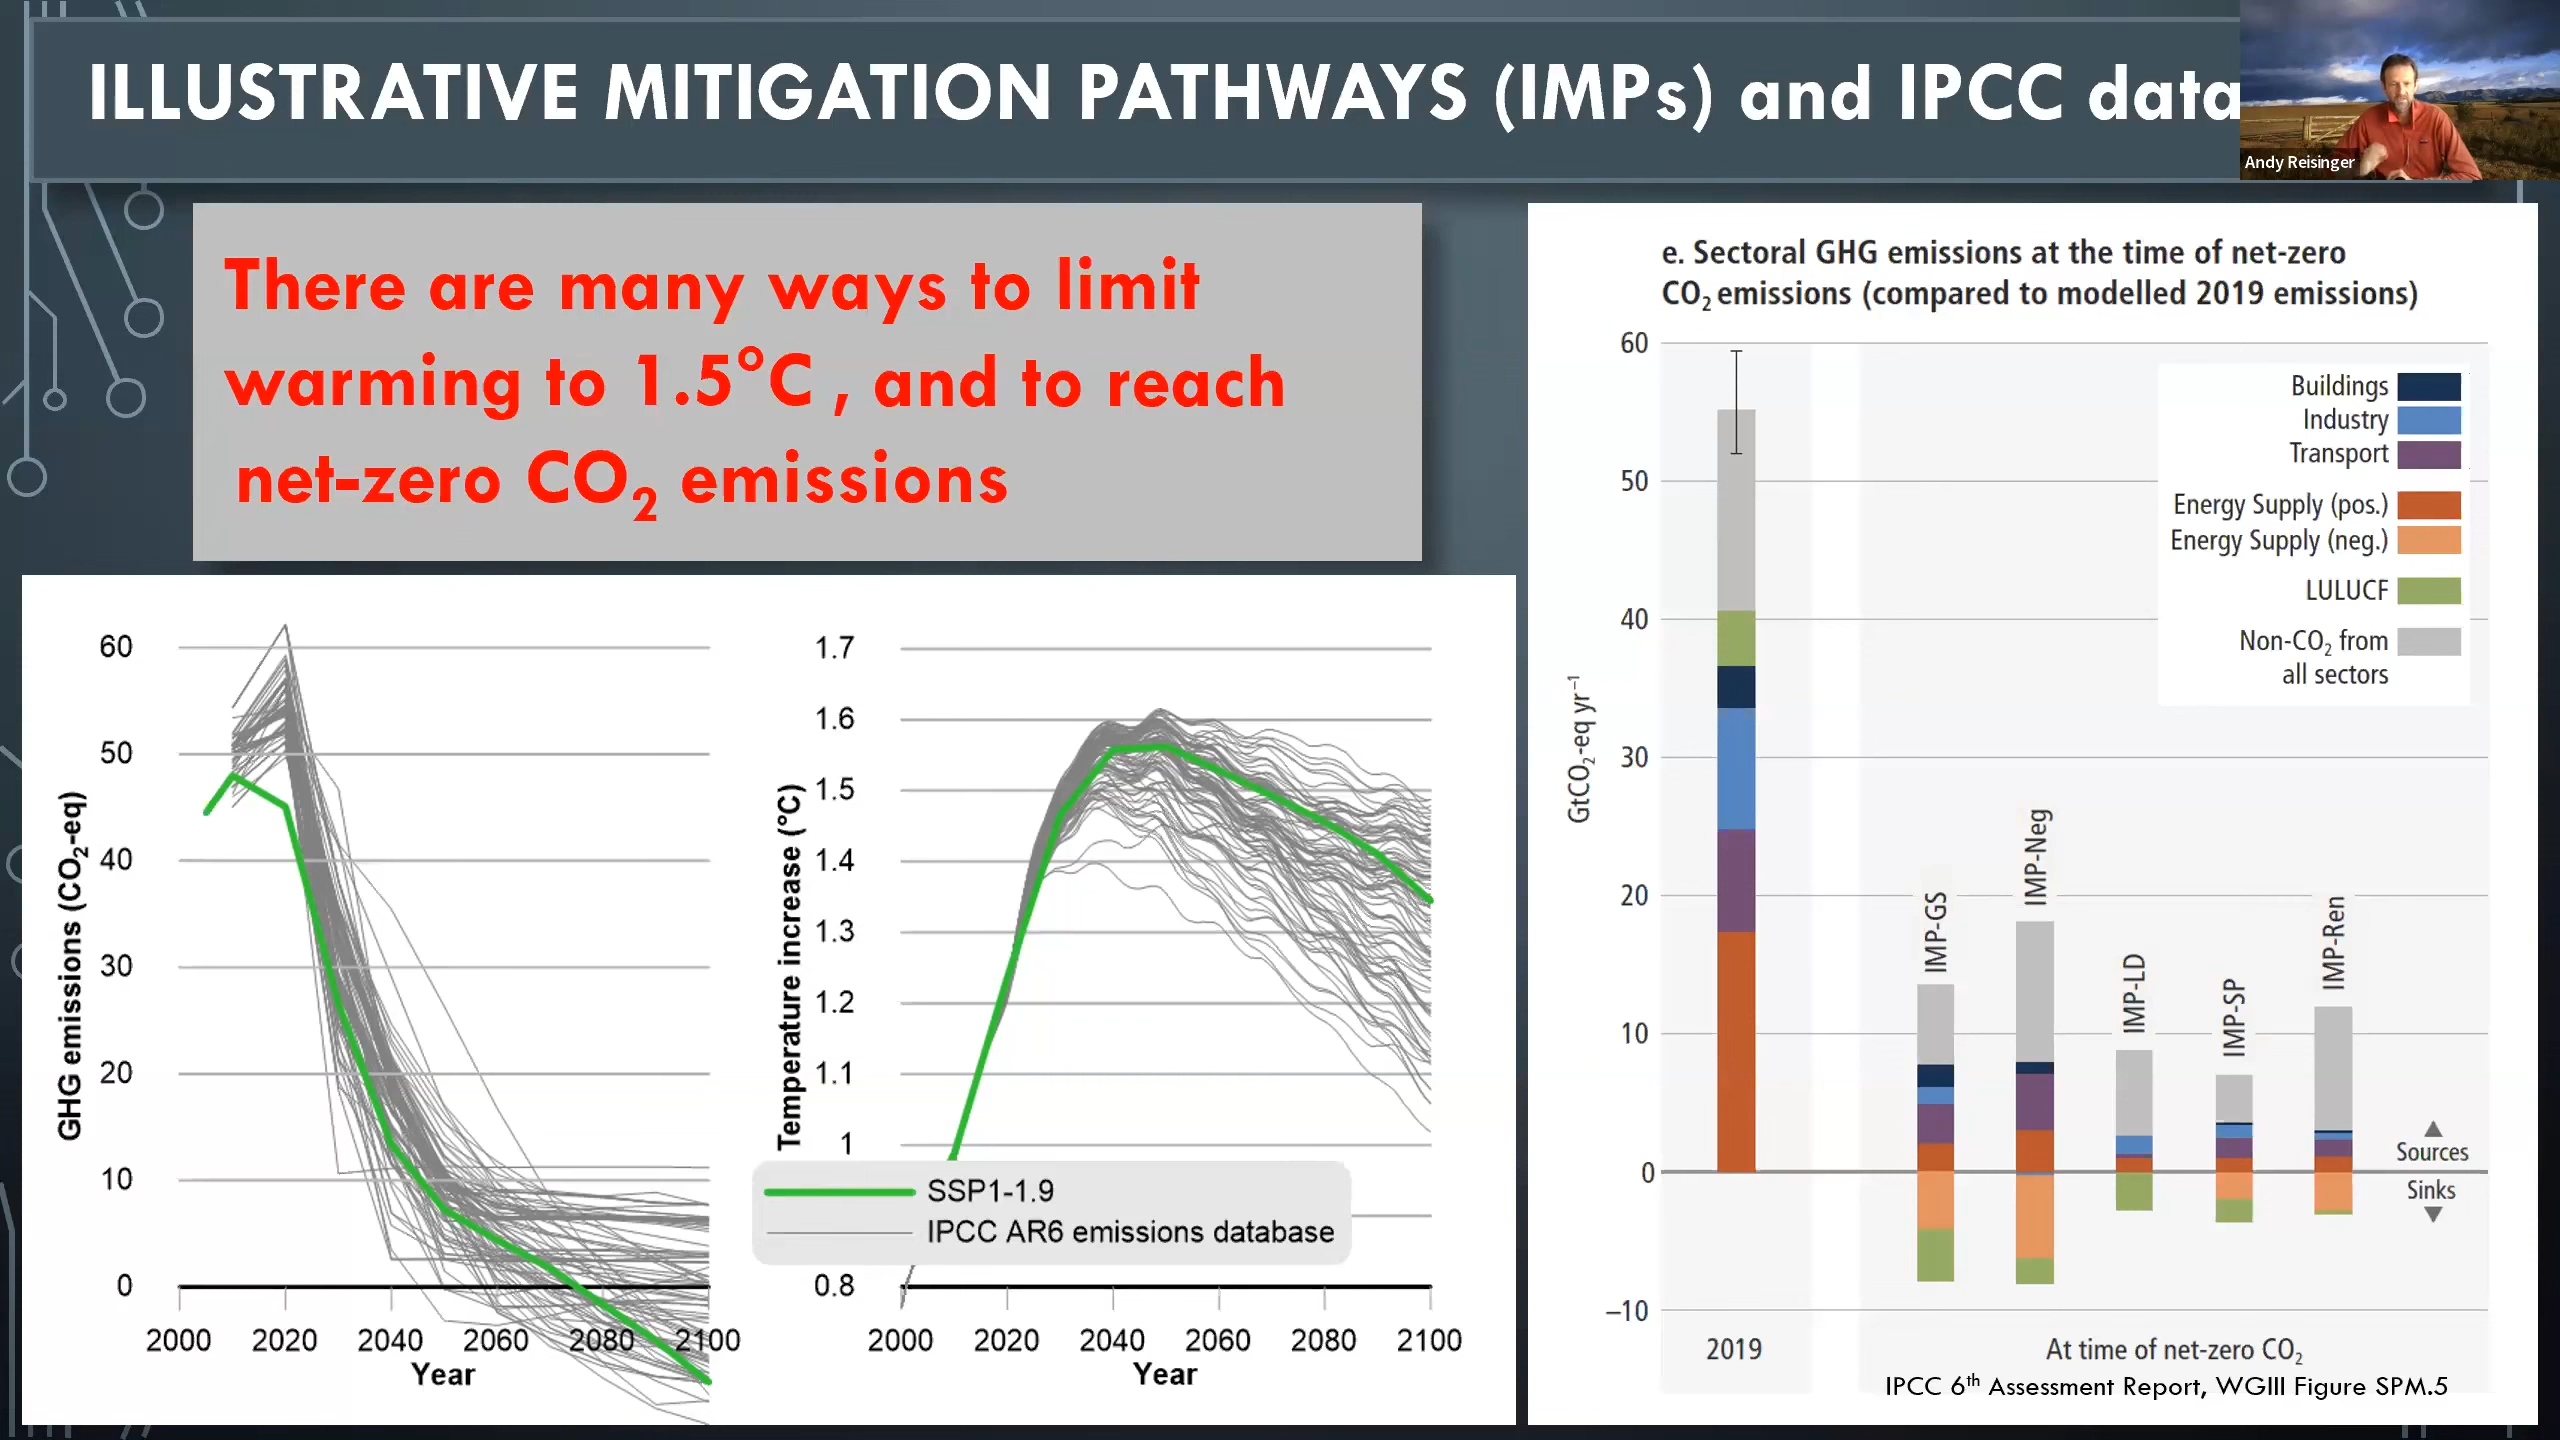 ILLUSTRATIVE MITIGATION PATHWAYS (IMPs) and IPCC data
Andy Reisinger
There are many ways to limit
warming to 1.5°C , and to reach
net-zero CO₂ emissions
60
50
40
30
20
10
0
GHG emissions (CO₂-eq)
2000 2020 2040 2060 2080 2100
Year
1.7
1.6
1.5
1.4
1.3
1.2
1.1
1
0.8
Temperature increase (°C)
SSP1-1.9
IPCC AR6 emissions database
2000 2020 2040 2060 2080 2100
Year
e. Sectoral GHG emissions at the time of net-zero
CO₂ emissions (compared to modelled 2019 emissions)
60
50
40
30
20
10
0
–10
GtCO₂-eq yr⁻¹
Buildings
Industry
Transport
Energy Supply (pos.)
Energy Supply (neg.)
LULUCF
Non-CO₂ from
all sectors
IMP-GS
IMP-Neg
IMP-LD
IMP-SP
IMP-Ren
Sources
Sinks
2019
At time of net-zero CO₂
IPCC 6th Assessment Report, WGIII Figure SPM.5